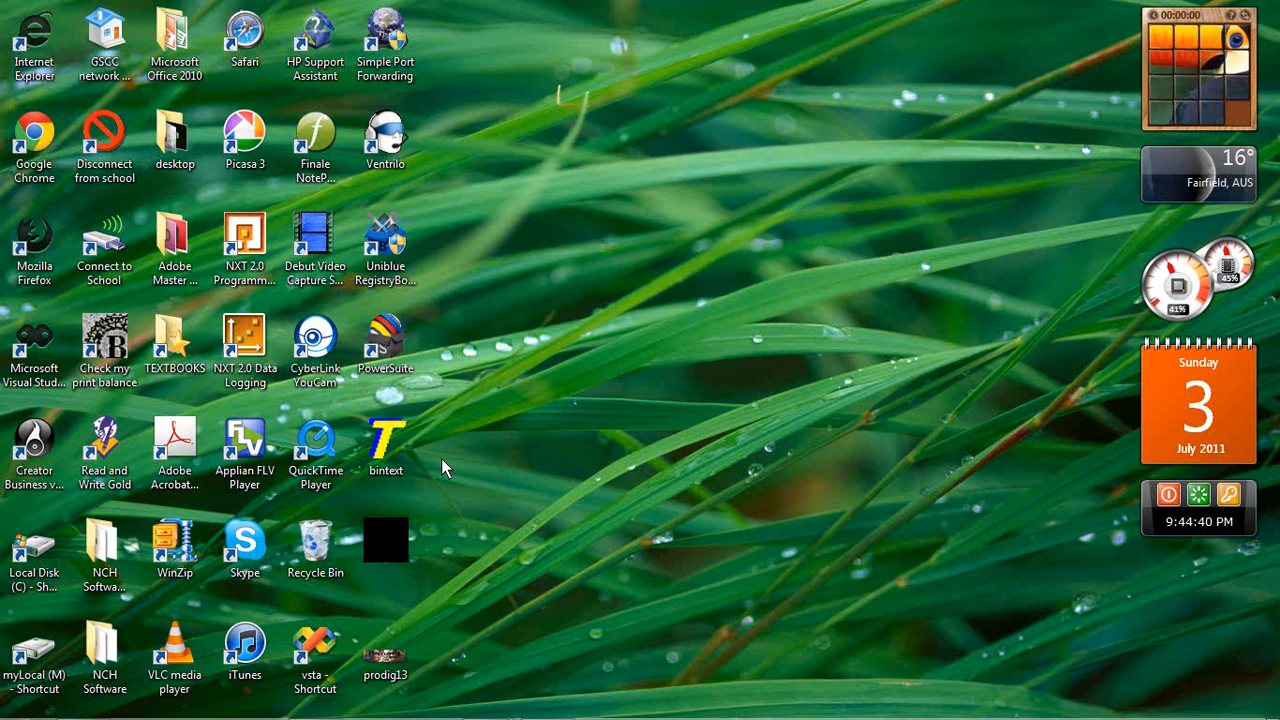 Internet
Explorer
GSCC
network ...
Microsoft
Office 2010
Safari
HP Support
Assistant
Simple Port
Forwarding
Google
Chrome
Disconnect
from school
desktop
Picasa 3
Finale
NoteP...
Ventrilo
Mozilla
Firefox
Connect to
School
Adobe
Master ...
NXT 2.0
Programm...
Debut Video
Capture S...
Uniblue
RegistryBo...
Microsoft
Visual Stud...
Check my
print balance
TEXTBOOKS
NXT 2.0 Data
Logging
CyberLink
YouCam
PowerSuite
Creator
Business v...
Read and
Write Gold
Adobe
Acrobat...
Applian FLV
Player
QuickTime
Player
bintext
Local Disk
(C) - Sh...
NCH
Softwa...
WinZip
Skype
Recycle Bin
myLocal (M)
- Shortcut
NCH
Software
VLC media
player
iTunes
vsta -
Shortcut
prodig13
00:00:00
16°
Fairfield, AUS
45%
41%
Sunday
3
July 2011
9:44:40 PM